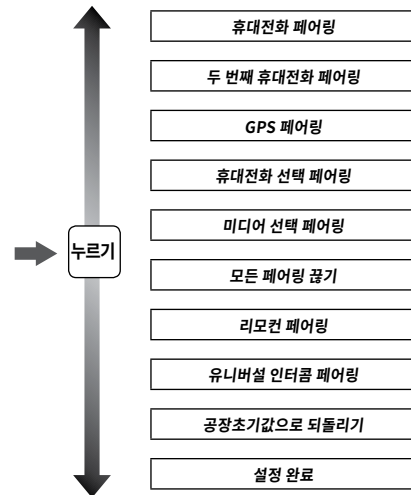 휴대전화 페어링
두 번째 휴대전화 페어링
GPS 페어링
휴대전화 선택 페어링
미디어 선택 페어링
누르기
모든 페어링 끊기
리모컨 페어링
유니버설 인터콤 페어링
공장초기값으로 되돌리기
설정 완료